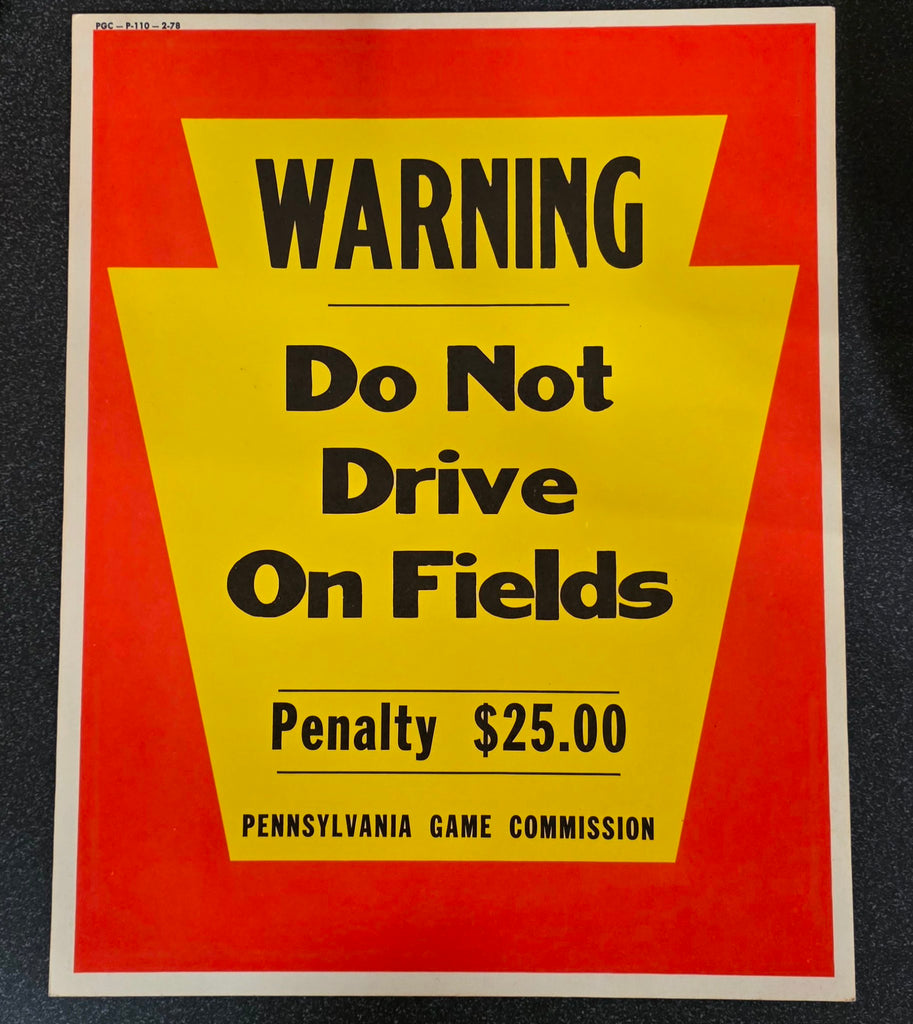 PGC — P-110 — 2-78
WARNING
Do Not
Drive
On Fields
Penalty $25.00
PENNSYLVANIA GAME COMMISSION